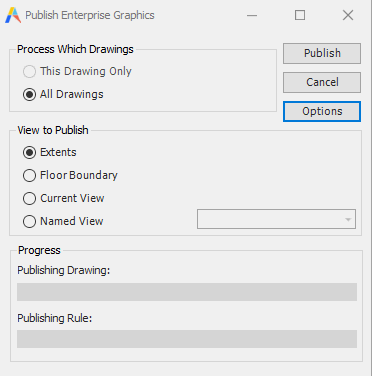 Publish Enterprise Graphics
Process Which Drawings
This Drawing Only
All Drawings
Publish
Cancel
Options
View to Publish
Extents
Floor Boundary
Current View
Named View
Progress
Publishing Drawing:
Publishing Rule: